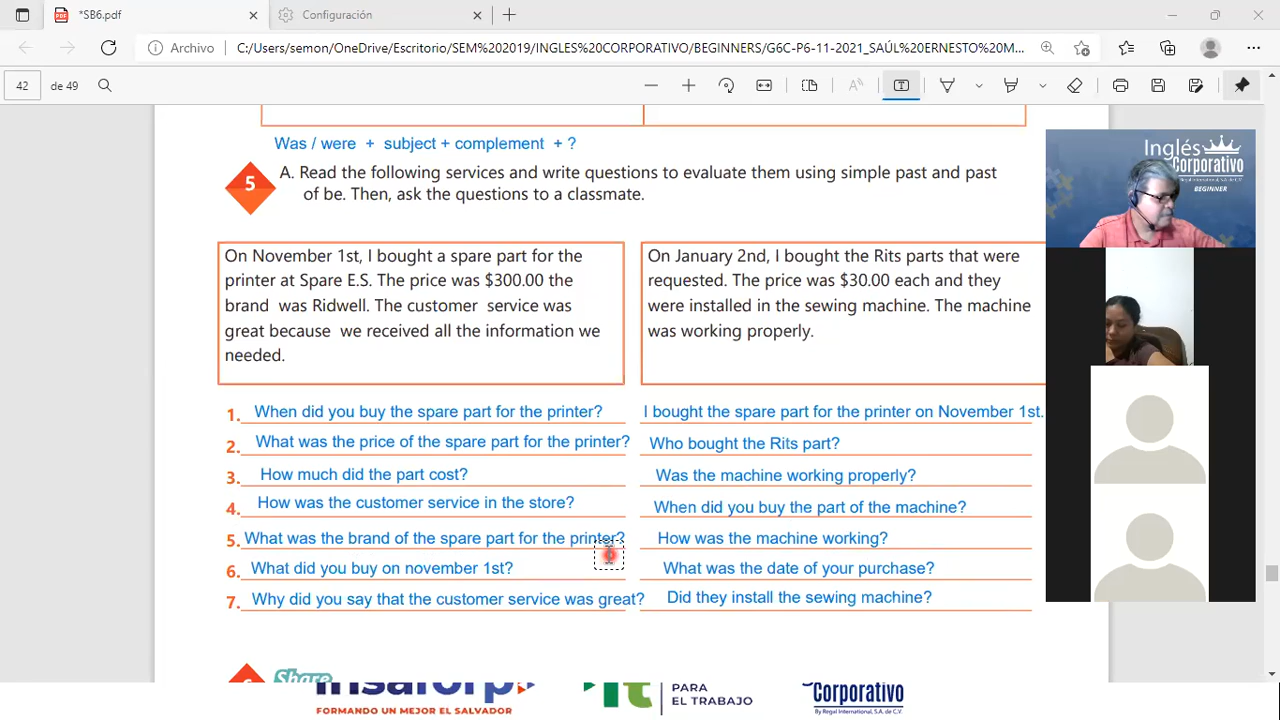 *SB6.pdf
Configuración
Archivo
C:/Users/semon/OneDrive/Escritorio/SEM%202019/INGLES%20CORPORATIVO/BEGINNERS/G6C-P6-11-2021_SAÚL%20ERNESTO%20M...
42 de 49
Was / were + subject + complement + ?
5
A. Read the following services and write questions to evaluate them using simple past and past
of be. Then, ask the questions to a classmate.
On November 1st, I bought a spare part for the
printer at Spare E.S. The price was $300.00 the
brand was Ridwell. The customer service was
great because we received all the information we
needed.
On January 2nd, I bought the Rits parts that were
requested. The price was $30.00 each and they
were installed in the sewing machine. The machine
was working properly.
1. When did you buy the spare part for the printer?
I bought the spare part for the printer on November 1st.
2. What was the price of the spare part for the printer?
Who bought the Rits part?
3. How much did the part cost?
Was the machine working properly?
4. How was the customer service in the store?
When did you buy the part of the machine?
5. What was the brand of the spare part for the printer?
How was the machine working?
6. What did you buy on november 1st?
What was the date of your purchase?
7. Why did you say that the customer service was great?
Did they install the sewing machine?
Share
Inglés
Corporativo
By Regal International, S.A. de C.V.
BEGINNER
insaforp
FORMANDO UN MEJOR EL SALVADOR
PARA
EL TRABAJO
Corporativo
By Regal International, S.A. de C.V.